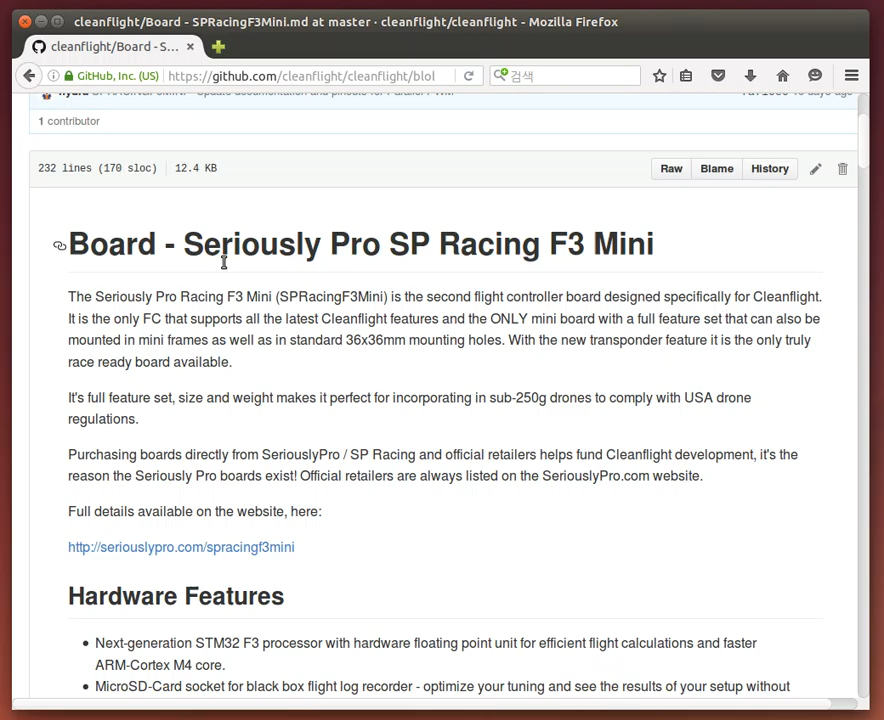 cleanflight/Board - SPRacingF3Mini.md at master · cleanflight/cleanflight - Mozilla Firefox
cleanflight/Board - S...
GitHub, Inc. (US) https://github.com/cleanflight/cleanflight/blol
검색
1 contributor
232 lines (170 sloc) 12.4 KB
Raw Blame History
Board - Seriously Pro SP Racing F3 Mini
The Seriously Pro Racing F3 Mini (SPRacingF3Mini) is the second flight controller board designed specifically for Cleanflight.
It is the only FC that supports all the latest Cleanflight features and the ONLY mini board with a full feature set that can also be
mounted in mini frames as well as in standard 36x36mm mounting holes. With the new transponder feature it is the only truly
race ready board available.
It's full feature set, size and weight makes it perfect for incorporating in sub-250g drones to comply with USA drone
regulations.
Purchasing boards directly from SeriouslyPro / SP Racing and official retailers helps fund Cleanflight development, it's the
reason the Seriously Pro boards exist! Official retailers are always listed on the SeriouslyPro.com website.
Full details available on the website, here:
http://seriouslypro.com/spracingf3mini
Hardware Features
Next-generation STM32 F3 processor with hardware floating point unit for efficient flight calculations and faster
ARM-Cortex M4 core.
MicroSD-Card socket for black box flight log recorder - optimize your tuning and see the results of your setup without